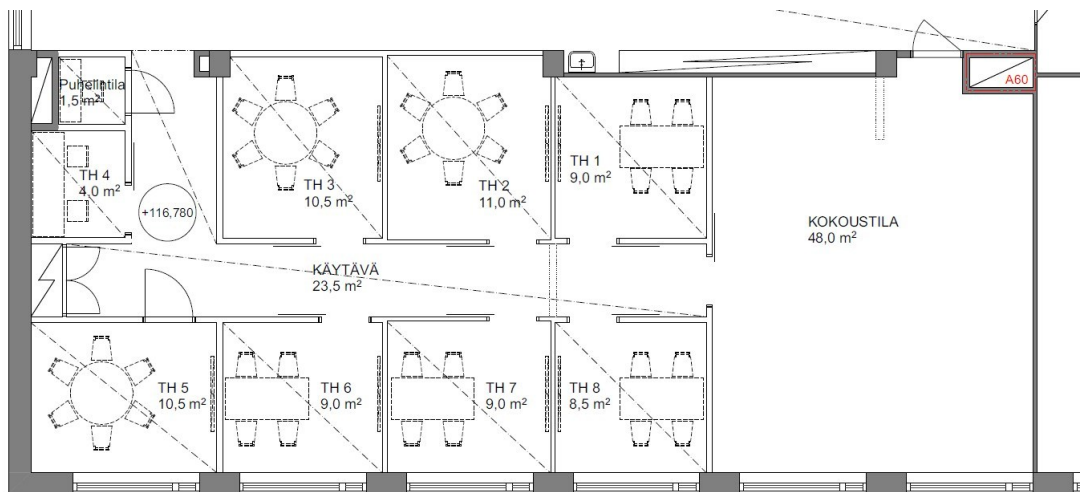 Puhelintila
1,5 m²
A60
TH 4
4,0 m²
TH 3
10,5 m²
TH 2
11,0 m²
TH 1
9,0 m²
+116,780
KOKOUSTILA
48,0 m²
KÄYTÄVÄ
23,5 m²
TH 5
10,5 m²
TH 6
9,0 m²
TH 7
9,0 m²
TH 8
8,5 m²